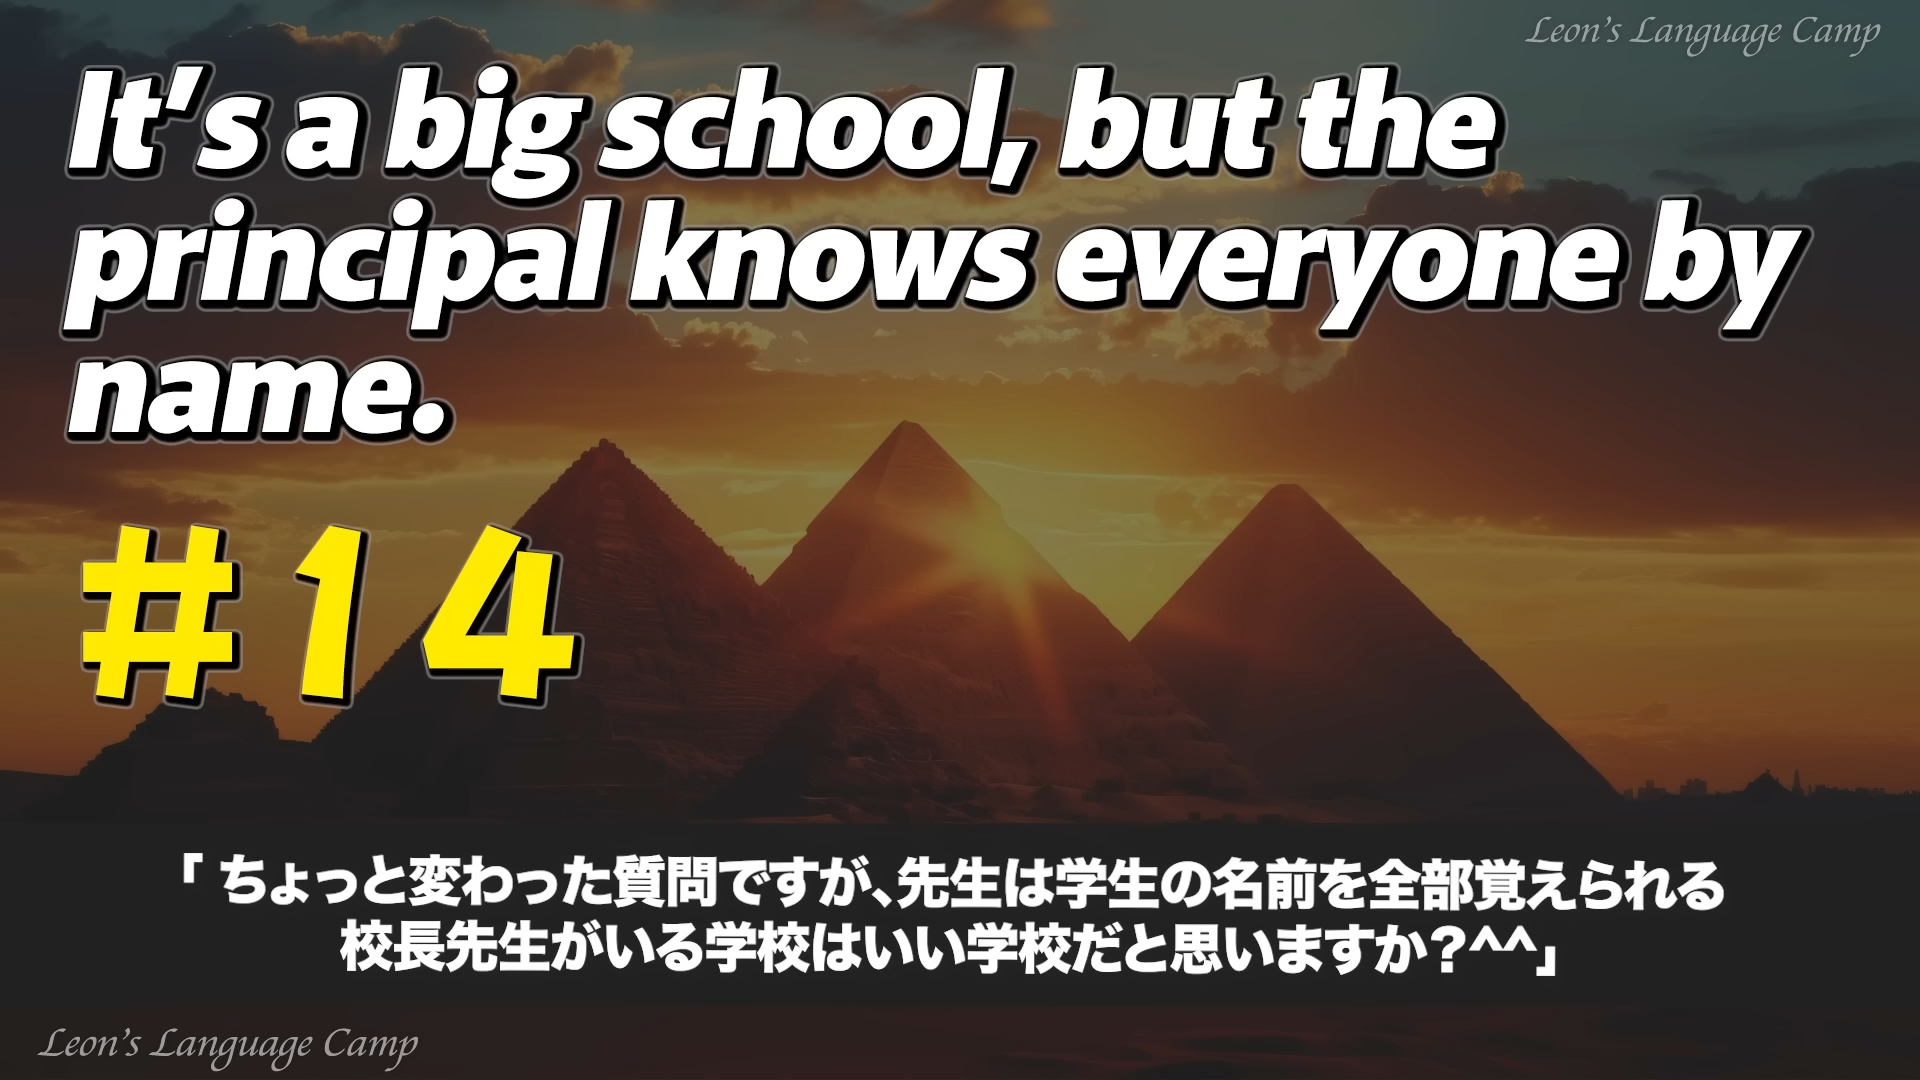 Leon's Language Camp
It's a big school, but the
principal knows everyone by
name.
#14
「 ちょっと変わった質問ですが、先生は学生の名前を全部覚えられる
校長先生がいる学校はいい学校だと思いますか？^^」
Leon's Language Camp